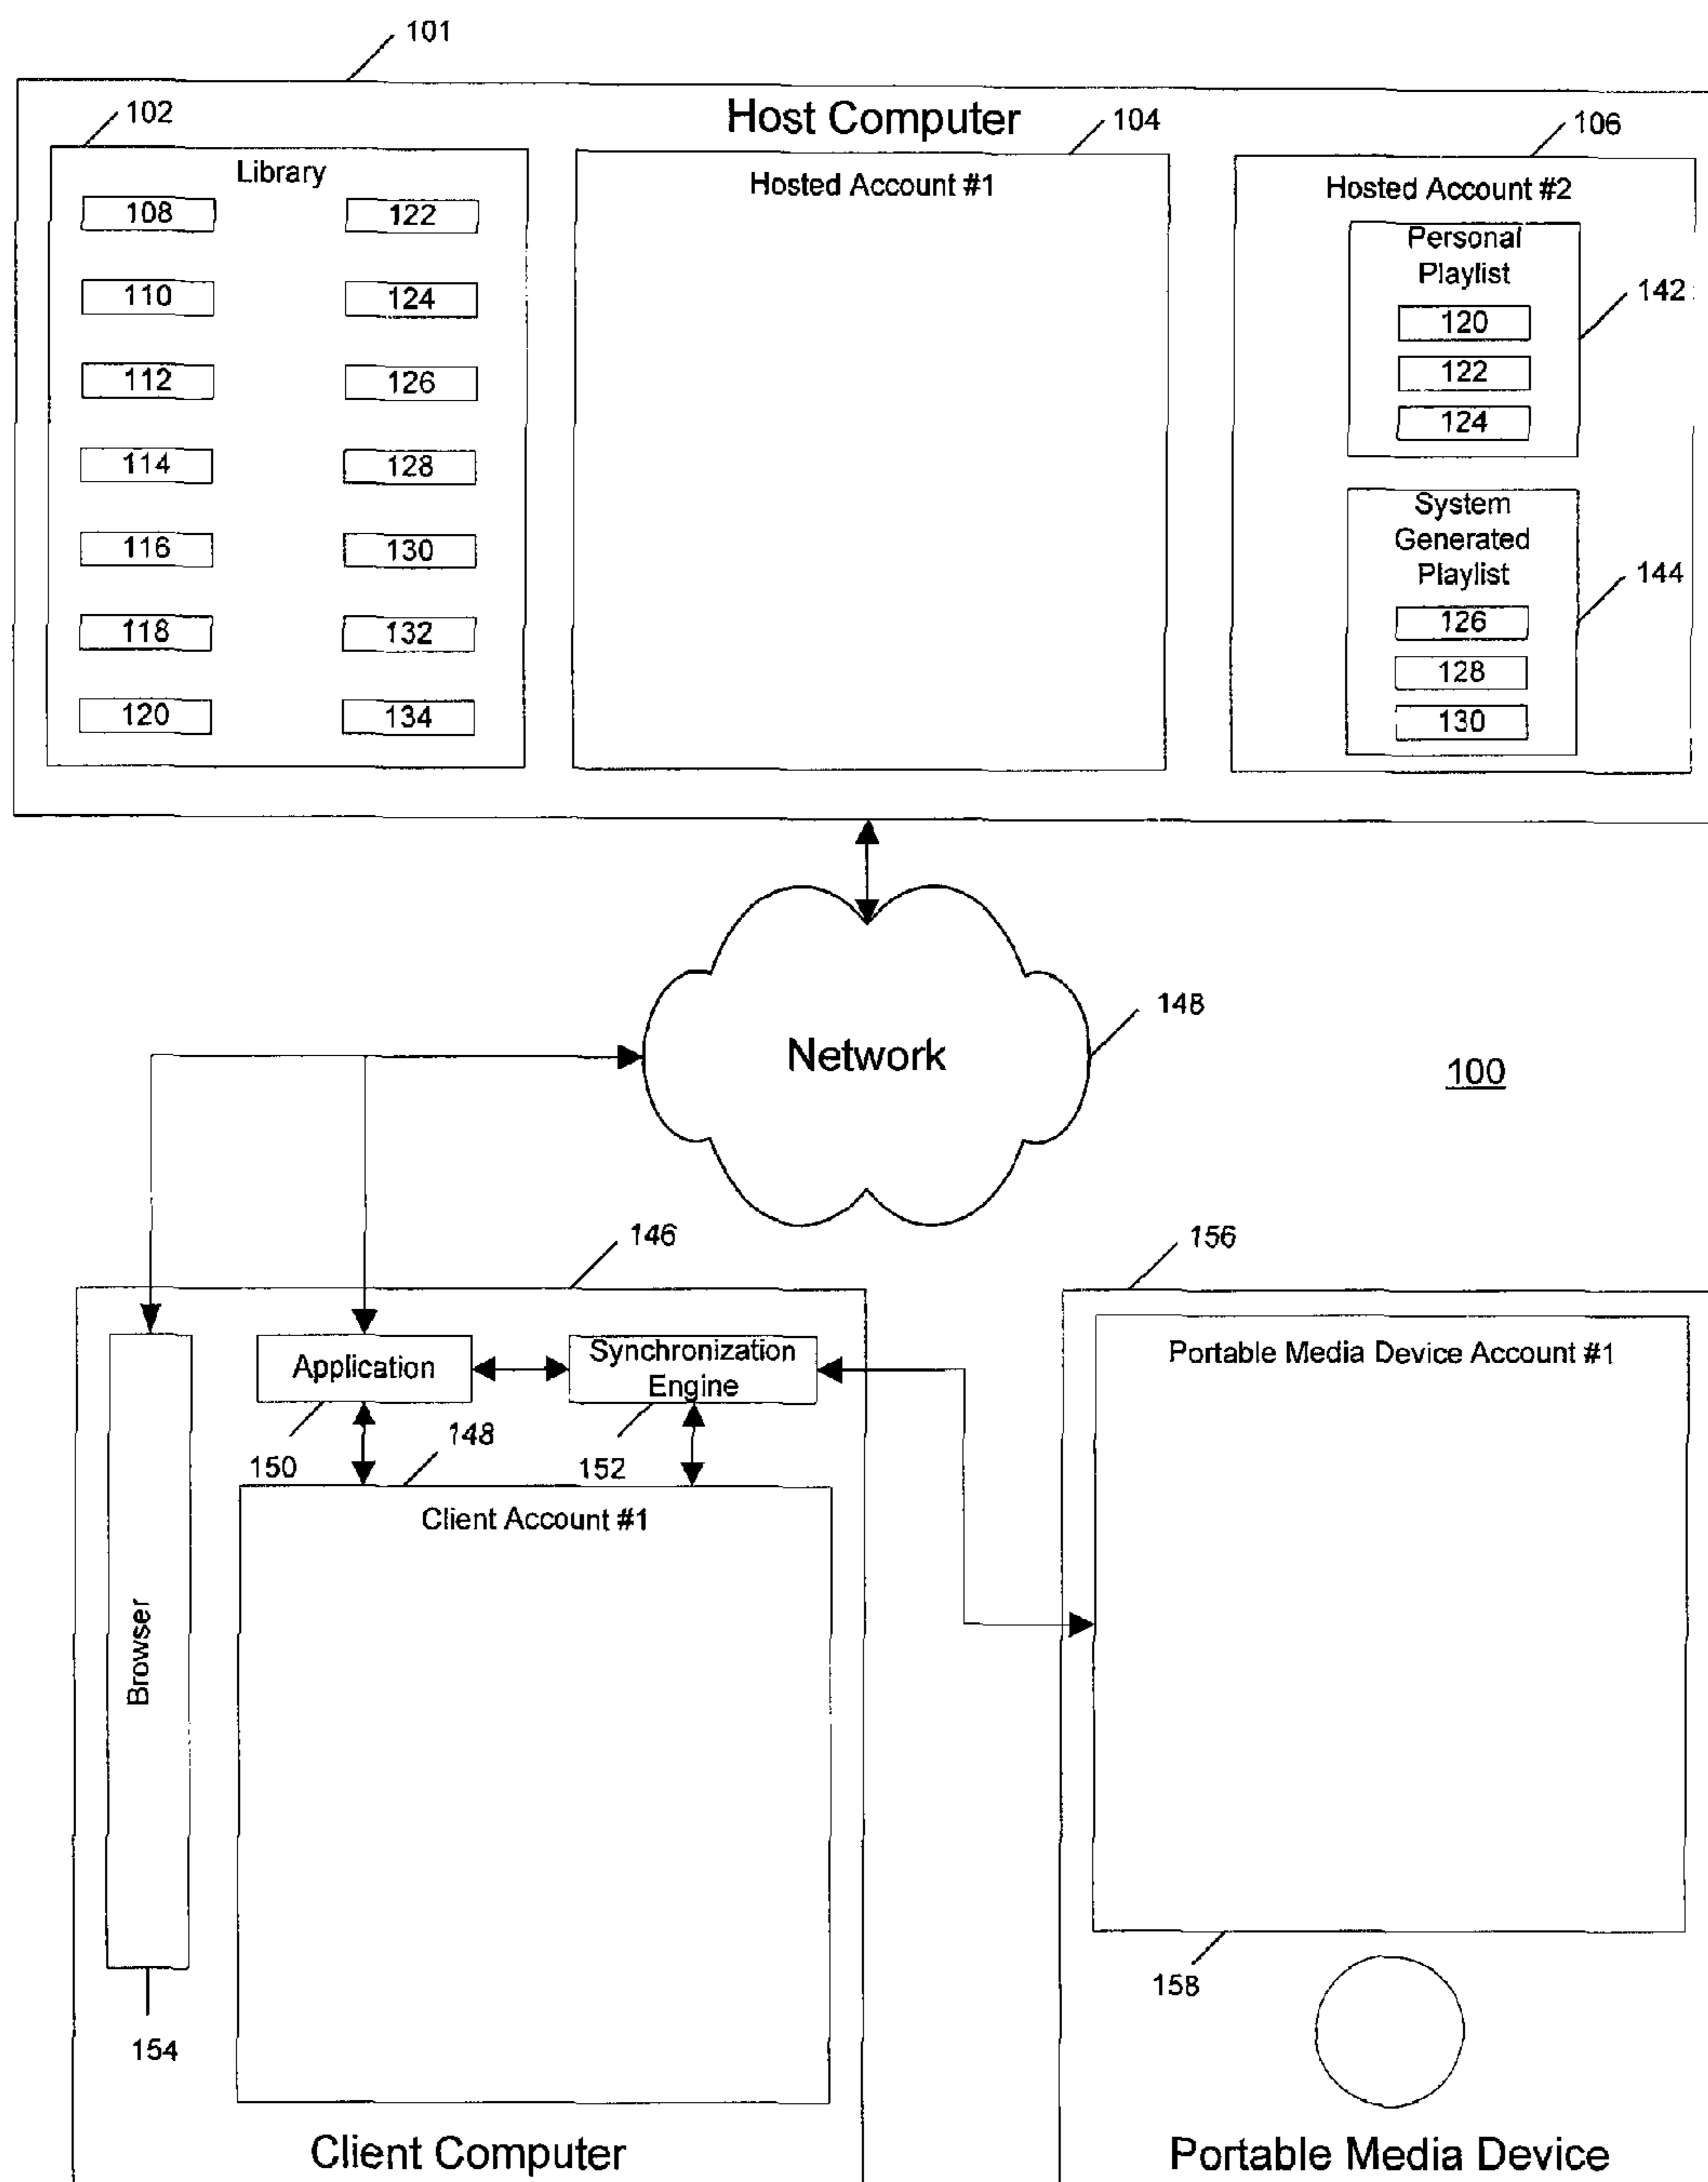 101
Host Computer
102
104
106
Library
108
122
110
124
112
126
114
128
116
130
118
132
120
134
Hosted Account #1
Hosted Account #2
Personal
Playlist
120
122
124
142
System
Generated
Playlist
126
128
130
144
Network
148
100
146
156
Application
Synchronization
Engine
150
148
152
Client Account #1
Browser
154
Client Computer
Portable Media Device Account #1
158
Portable Media Device